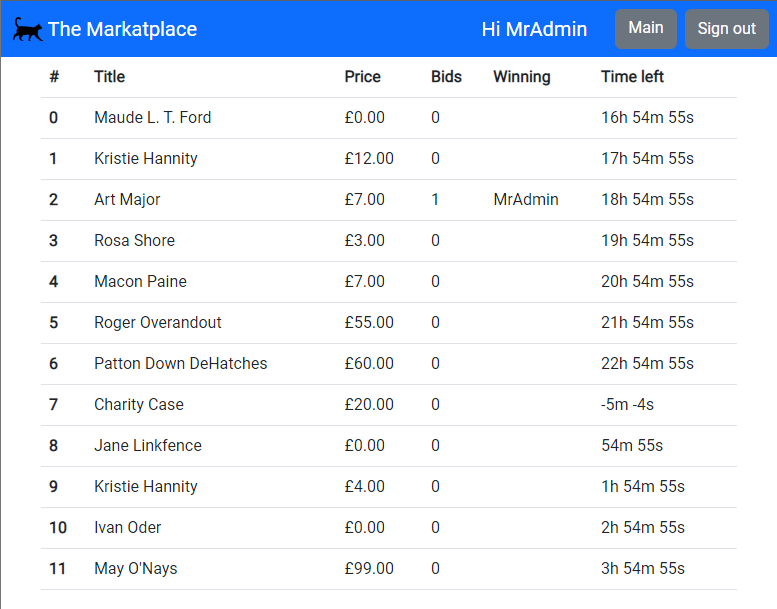 The Markatplace Hi MrAdmin Main Sign out
# Title Price Bids Winning Time left
0 Maude L. T. Ford £0.00 0 16h 54m 55s
1 Kristie Hannity £12.00 0 17h 54m 55s
2 Art Major £7.00 1 MrAdmin 18h 54m 55s
3 Rosa Shore £3.00 0 19h 54m 55s
4 Macon Paine £7.00 0 20h 54m 55s
5 Roger Overandout £55.00 0 21h 54m 55s
6 Patton Down DeHatches £60.00 0 22h 54m 55s
7 Charity Case £20.00 0 -5m -4s
8 Jane Linkfence £0.00 0 54m 55s
9 Kristie Hannity £4.00 0 1h 54m 55s
10 Ivan Oder £0.00 0 2h 54m 55s
11 May O'Nays £99.00 0 3h 54m 55s